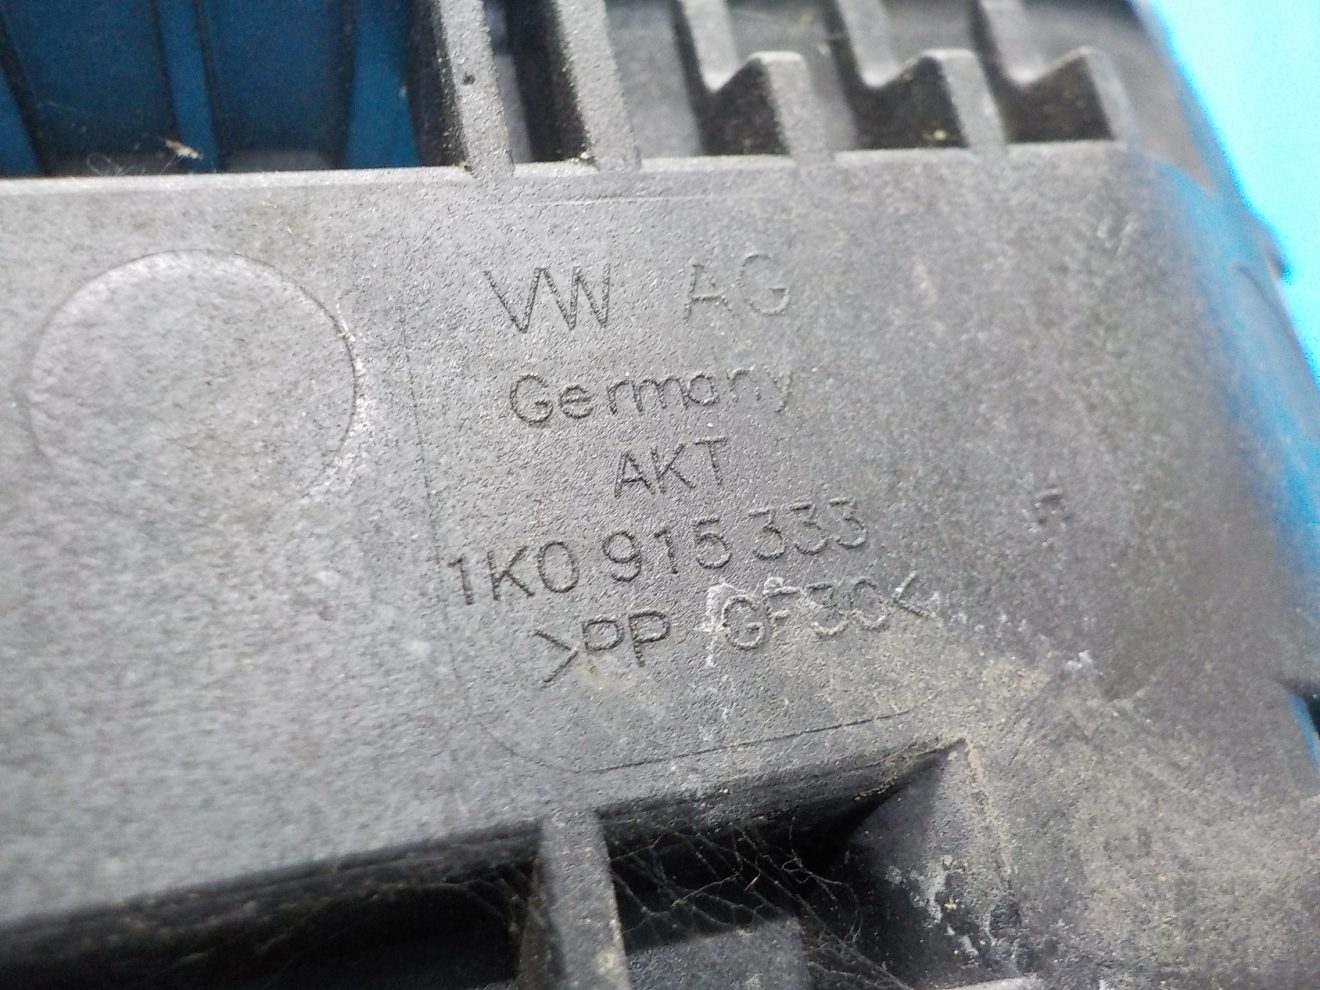 VW AG
Germany
AKT
1K0 915 333
>PP GF30<